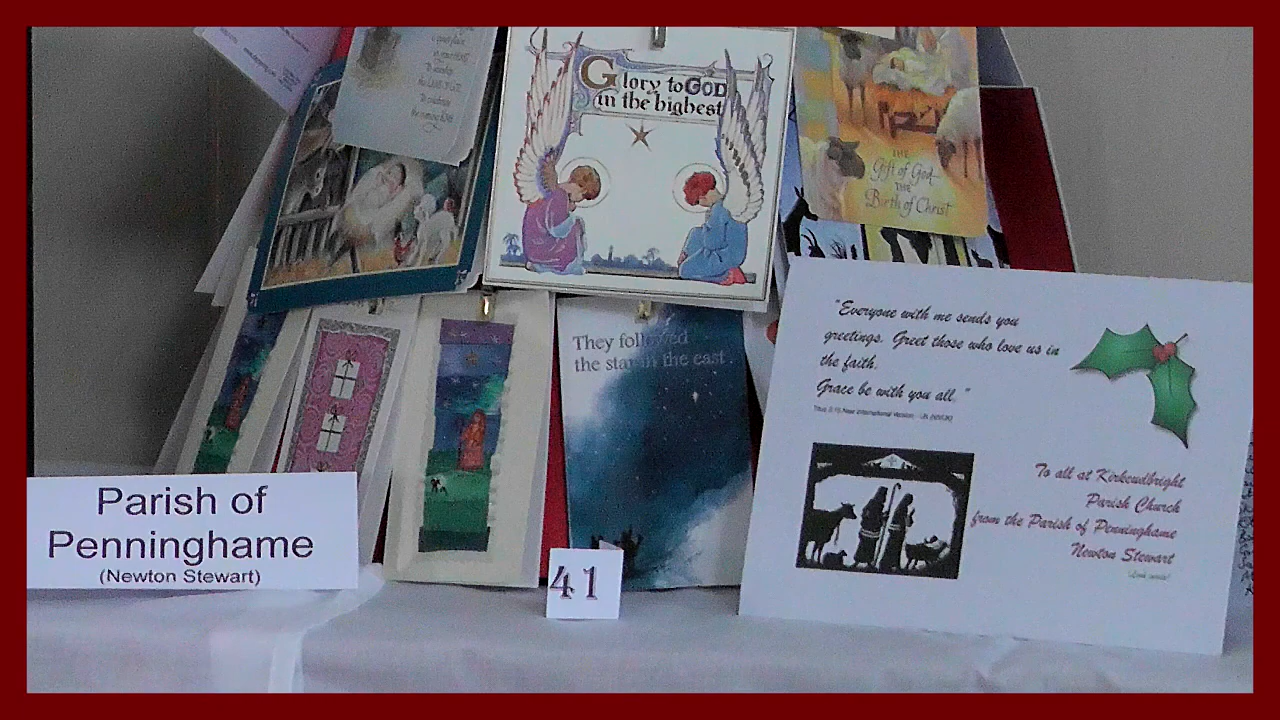 Glory to GOD
in the highest
THE
Gift of God—
THE
Birth of Christ
They followed
the star in the east.
"Everyone with me sends you
greetings. Greet those who love us in
the faith.
Grace be with you all."
To all at Kirkcudbright
Parish Church
from the Parish of Penninghame
Newton Stewart
Parish of
Penninghame
(Newton Stewart)
41